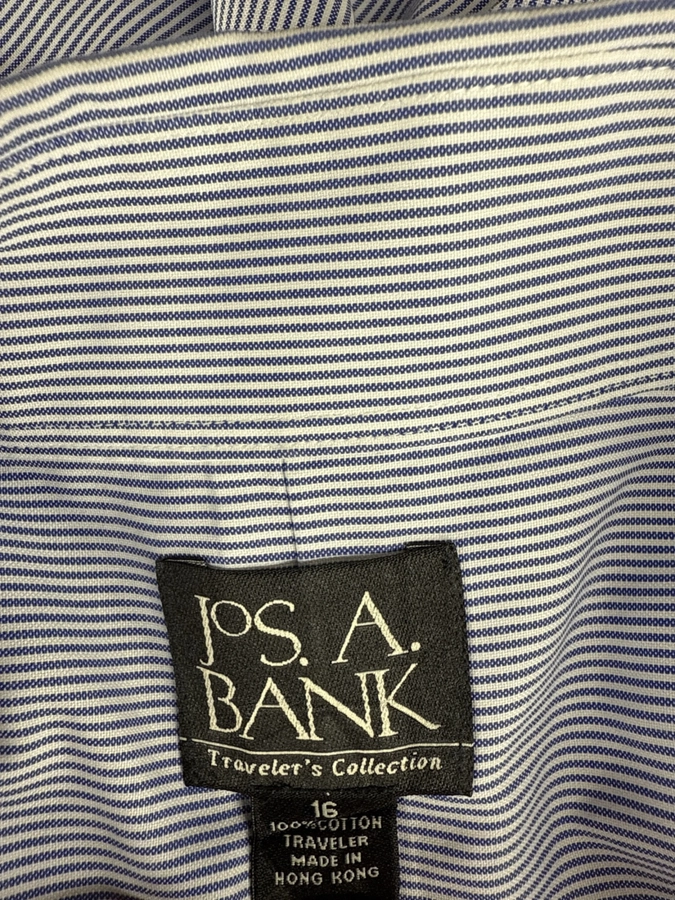 JOS. A.
BANK
Traveler's Collection
16
100% COTTON
TRAVELER
MADE IN
HONG KONG